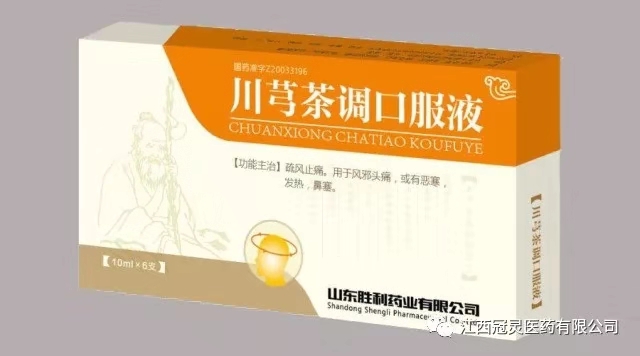 国药准字Z20033196
川芎茶调口服液
CHUANXIONG CHATIAO KOUFUYE
【功能主治】疏风止痛。用于风邪头痛，或有恶寒，
发热，鼻塞。
【10ml×6支】
山东胜利药业有限公司
Shandong Shengli Pharmaceutical Co.
【川芎茶调口服液】
江西冠灵医药有限公司